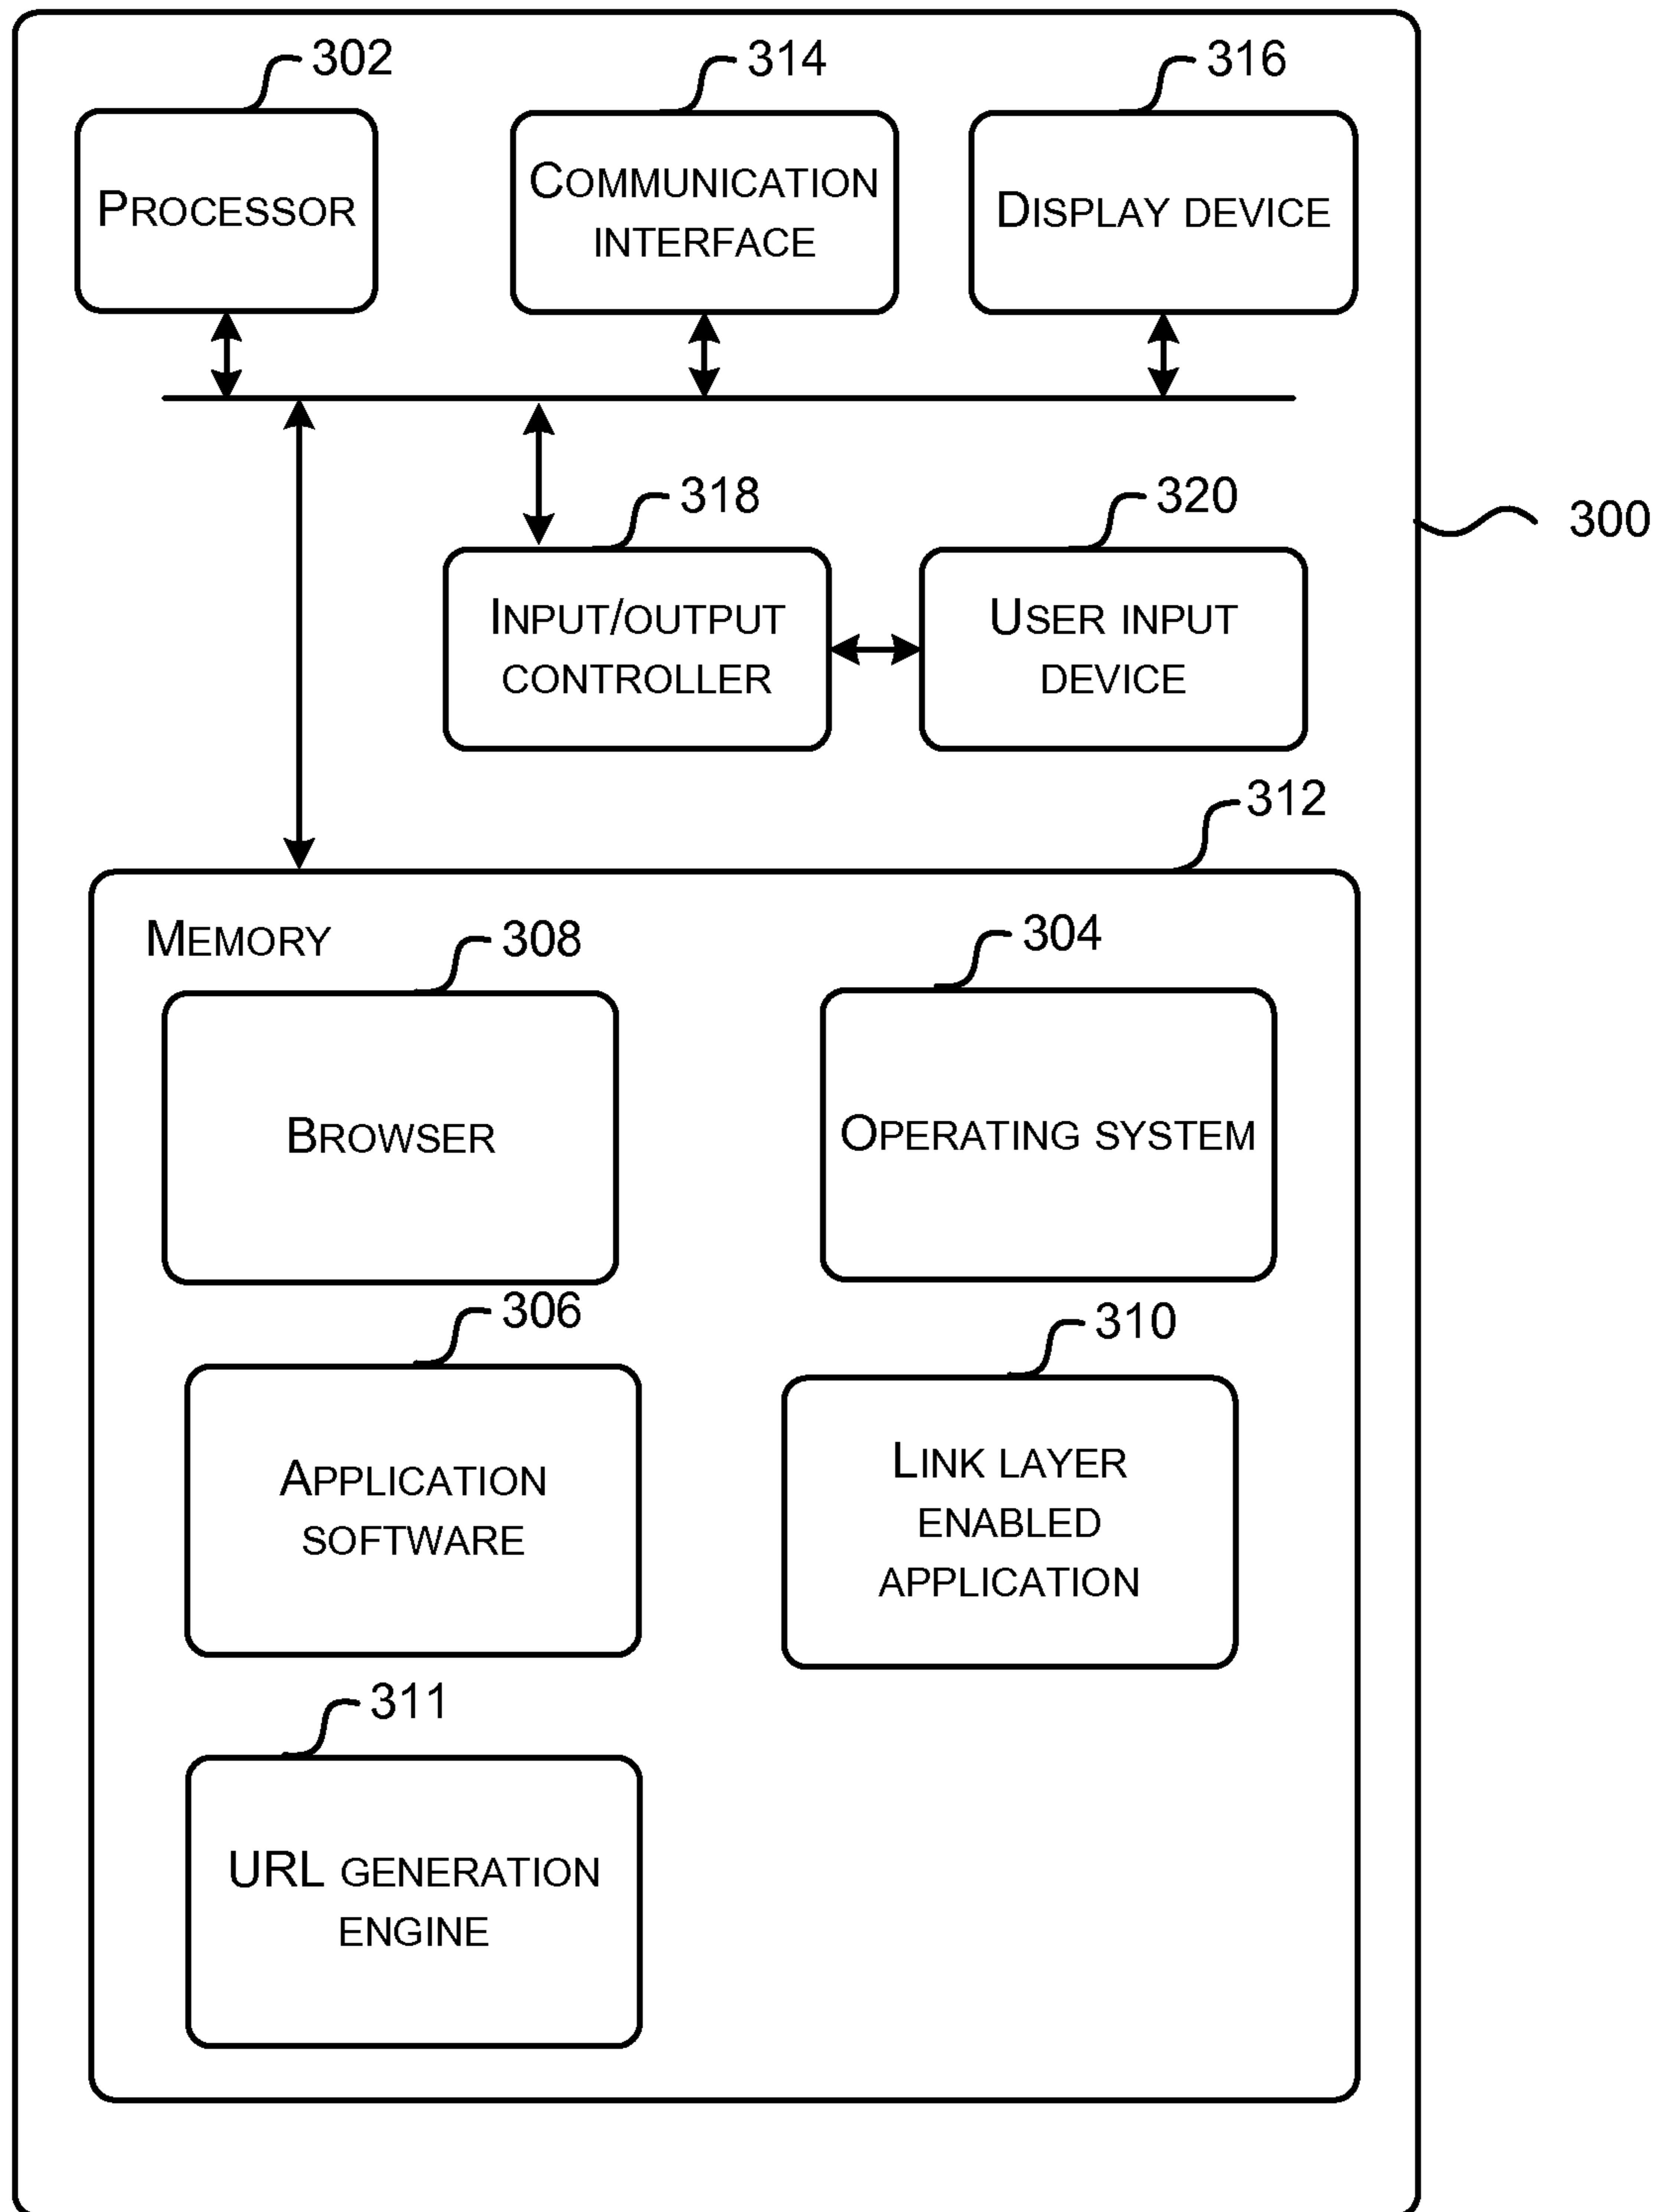 302
314
316
PROCESSOR
COMMUNICATION
INTERFACE
DISPLAY DEVICE
318
320
300
INPUT/OUTPUT
CONTROLLER
USER INPUT
DEVICE
312
MEMORY
308
304
BROWSER
OPERATING SYSTEM
306
310
APPLICATION
SOFTWARE
LINK LAYER
ENABLED
APPLICATION
311
URL GENERATION
ENGINE